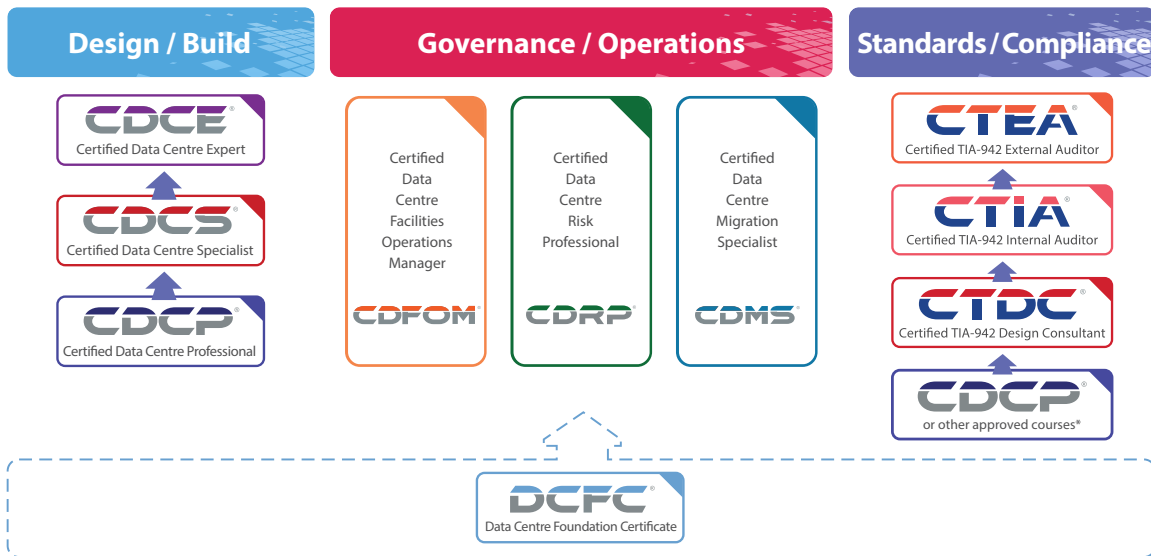 Design / Build
CDCE®
Certified Data Centre Expert
CDCS®
Certified Data Centre Specialist
CDCP®
Certified Data Centre Professional
Governance / Operations
Certified
Data
Centre
Facilities
Operations
Manager
CDFOM®
Certified
Data
Centre
Risk
Professional
CDRP®
Certified
Data
Centre
Migration
Specialist
CDMS®
Standards / Compliance
CTEA®
Certified TIA-942 External Auditor
CTIA®
Certified TIA-942 Internal Auditor
CTDC®
Certified TIA-942 Design Consultant
CDCP®
or other approved courses®
DCFC®
Data Centre Foundation Certificate